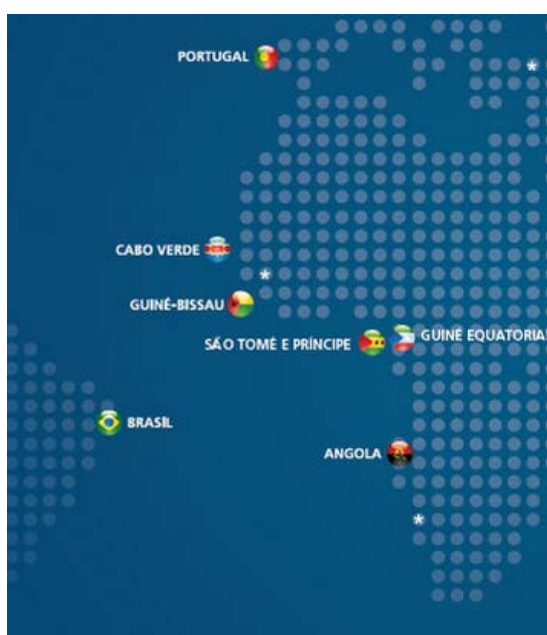 PORTUGAL
*
CABO VERDE
*
GUINÉ-BISSAU
SÃO TOMÉ E PRÍNCIPE
GUINÉ EQUATORIAL
BRASIL
ANGOLA
*